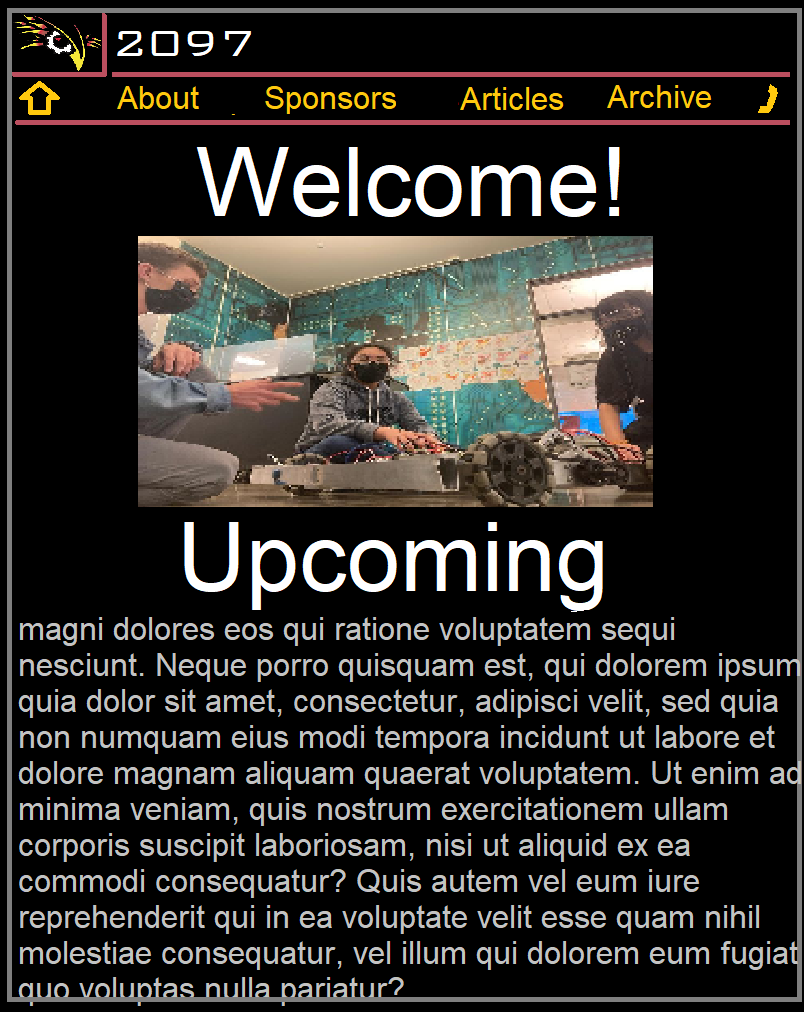 2097
About Sponsors Articles Archive
Welcome!
Upcoming
magni dolores eos qui ratione voluptatem sequi
nesciunt. Neque porro quisquam est, qui dolorem ipsum
quia dolor sit amet, consectetur, adipisci velit, sed quia
non numquam eius modi tempora incidunt ut labore et
dolore magnam aliquam quaerat voluptatem. Ut enim ad
minima veniam, quis nostrum exercitationem ullam
corporis suscipit laboriosam, nisi ut aliquid ex ea
commodi consequatur? Quis autem vel eum iure
reprehenderit qui in ea voluptate velit esse quam nihil
molestiae consequatur, vel illum qui dolorem eum fugiat
quo voluptas nulla pariatur?